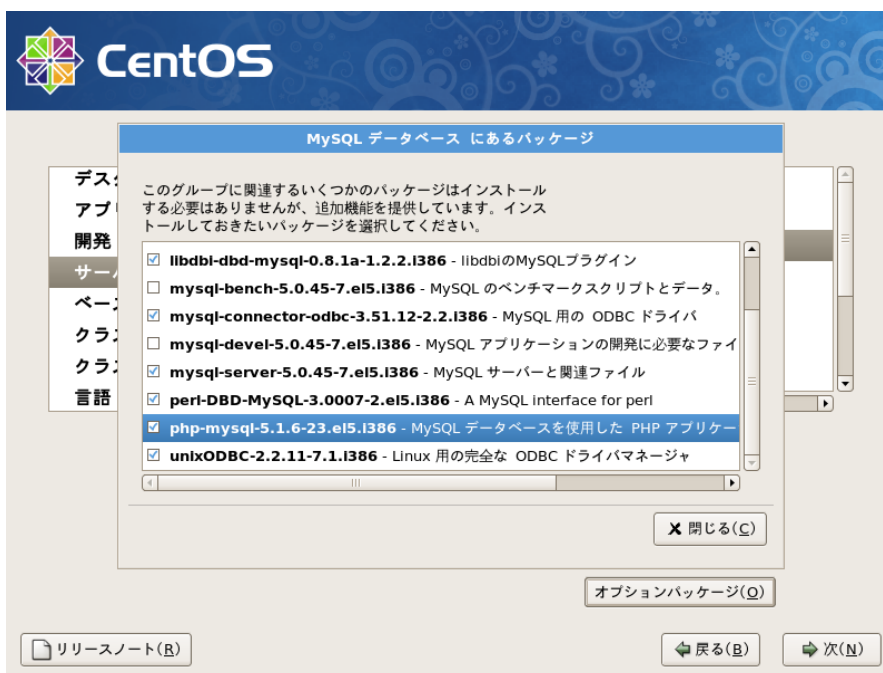 CentOS
MySQL データベース にあるパッケージ
このグループに関連するいくつかのパッケージはインストール
する必要はありませんが、追加機能を提供しています。インス
トールしておきたいパッケージを選択してください。
libdbi-dbd-mysql-0.8.1a-1.2.2.i386 - libdbiのMySQLプラグイン
mysql-bench-5.0.45-7.el5.i386 - MySQL のベンチマークスクリプトとデータ。
mysql-connector-odbc-3.51.12-2.2.i386 - MySQL 用の ODBC ドライバ
mysql-devel-5.0.45-7.el5.i386 - MySQL アプリケーションの開発に必要なファイ
mysql-server-5.0.45-7.el5.i386 - MySQL サーバーと関連ファイル
perl-DBD-MySQL-3.0007-2.el5.i386 - A MySQL interface for perl
php-mysql-5.1.6-23.el5.i386 - MySQL データベースを使用した PHP アプリケー
unixODBC-2.2.11-7.1.i386 - Linux 用の完全な ODBC ドライバマネージャ
閉じる(C)
デスク
アプリ
開発
サー
ベース
クラス
クラス
言語
オプションパッケージ(O)
リリースノート(R)
戻る(B)
次(N)